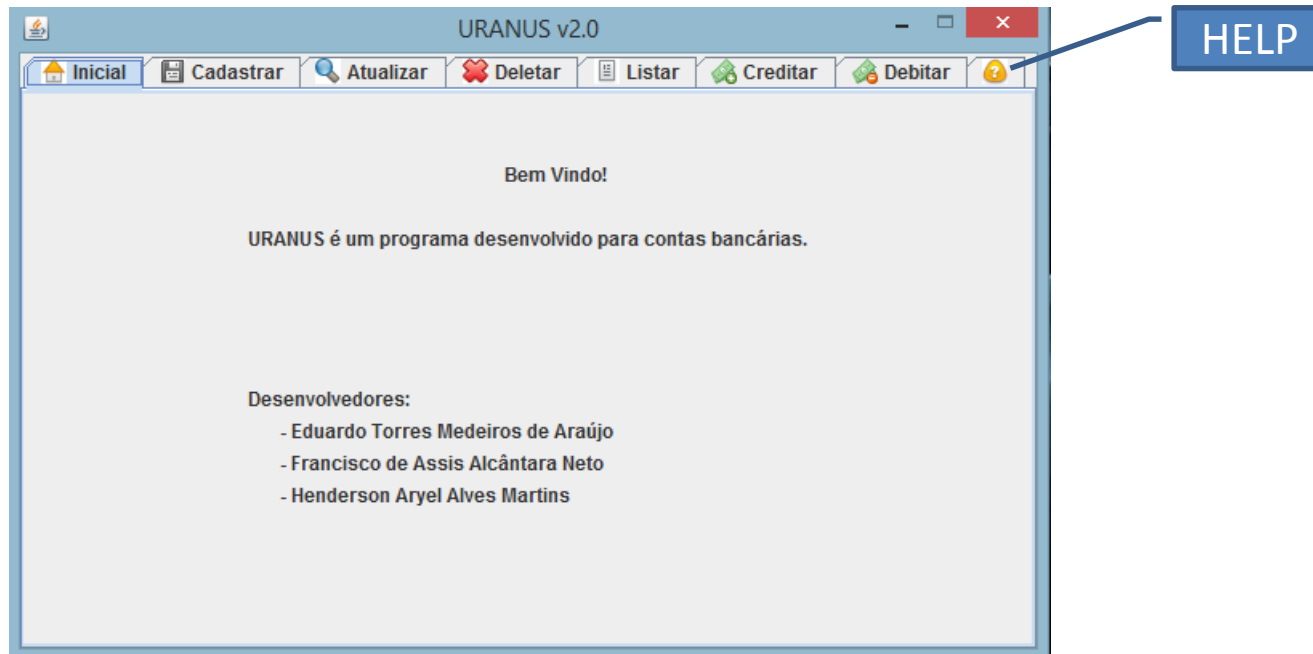 URANUS v2.0
HELP
Inicial Cadastrar Atualizar Deletar Listar Creditar Debitar
Bem Vindo!
URANUS é um programa desenvolvido para contas bancárias.
Desenvolvedores:
- Eduardo Torres Medeiros de Araújo
- Francisco de Assis Alcântara Neto
- Henderson Aryel Alves Martins